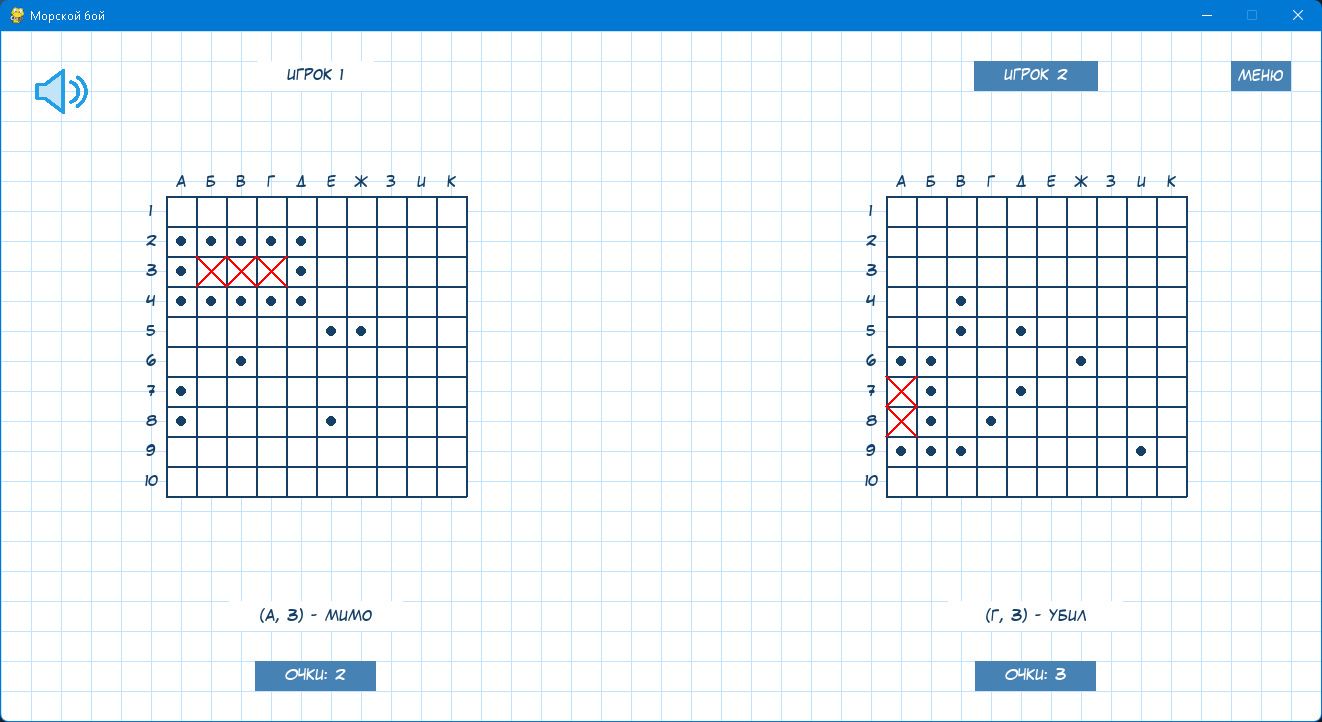 Морской бой
ИГРОК 1
ИГРОК 2
МЕНЮ
А Б В Г Д Е Ж З И К
1
2
3
4
5
6
7
8
9
10
А Б В Г Д Е Ж З И К
1
2
3
4
5
6
7
8
9
10
(А, 3) - МИМО
(Г, 3) - УБИЛ
ОЧКИ: 2
ОЧКИ: 3